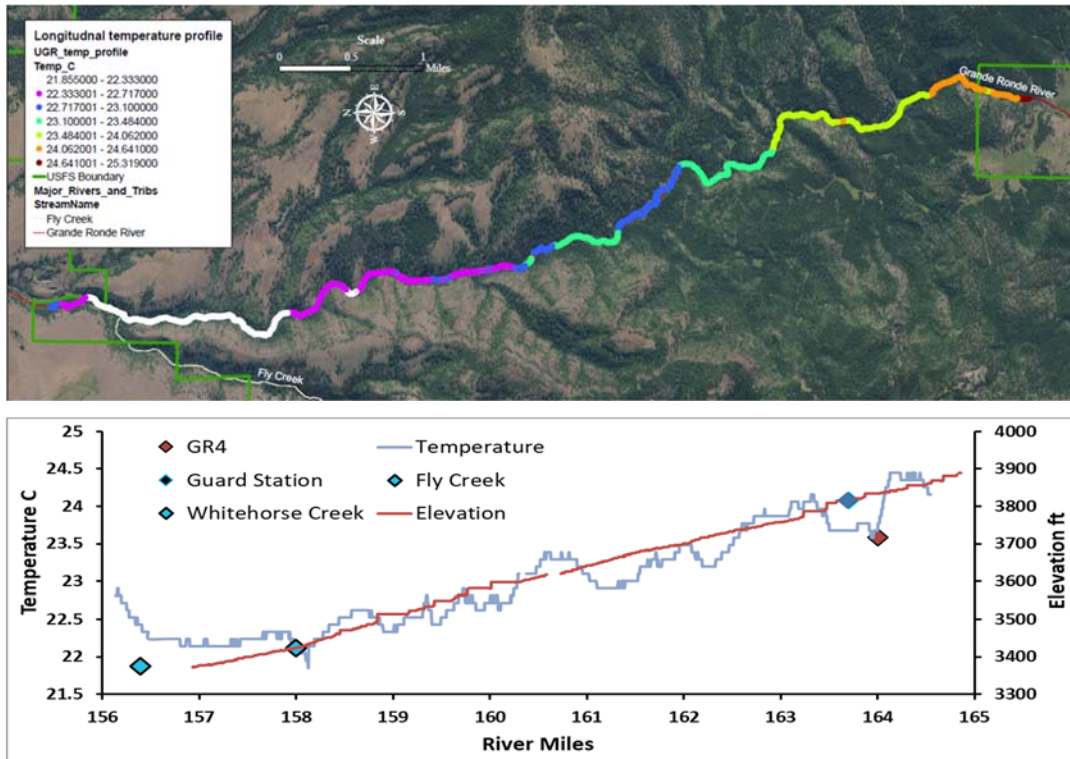 Longitudnal temperature profile
UGR_temp_profile
Temp_C
21.855000 - 22.333000
22.333001 - 22.717000
22.717001 - 23.100000
23.100001 - 23.484000
23.484001 - 24.062000
24.062001 - 24.641000
24.641001 - 25.319000
USFS Boundary
Major_Rivers_and_Tribs
StreamName
Fly Creek
Grande Ronde River
Scale
0 0.5 1
Miles
N E S W
Grande Ronde River
Fly Creek
25
24.5
24
23.5
23
22.5
22
21.5
Temperature C
GR4
Temperature
Guard Station
Fly Creek
Whitehorse Creek
Elevation
4000
3900
3800
3700
3600
3500
3400
3300
Elevation ft
156 157 158 159 160 161 162 163 164 165
River Miles